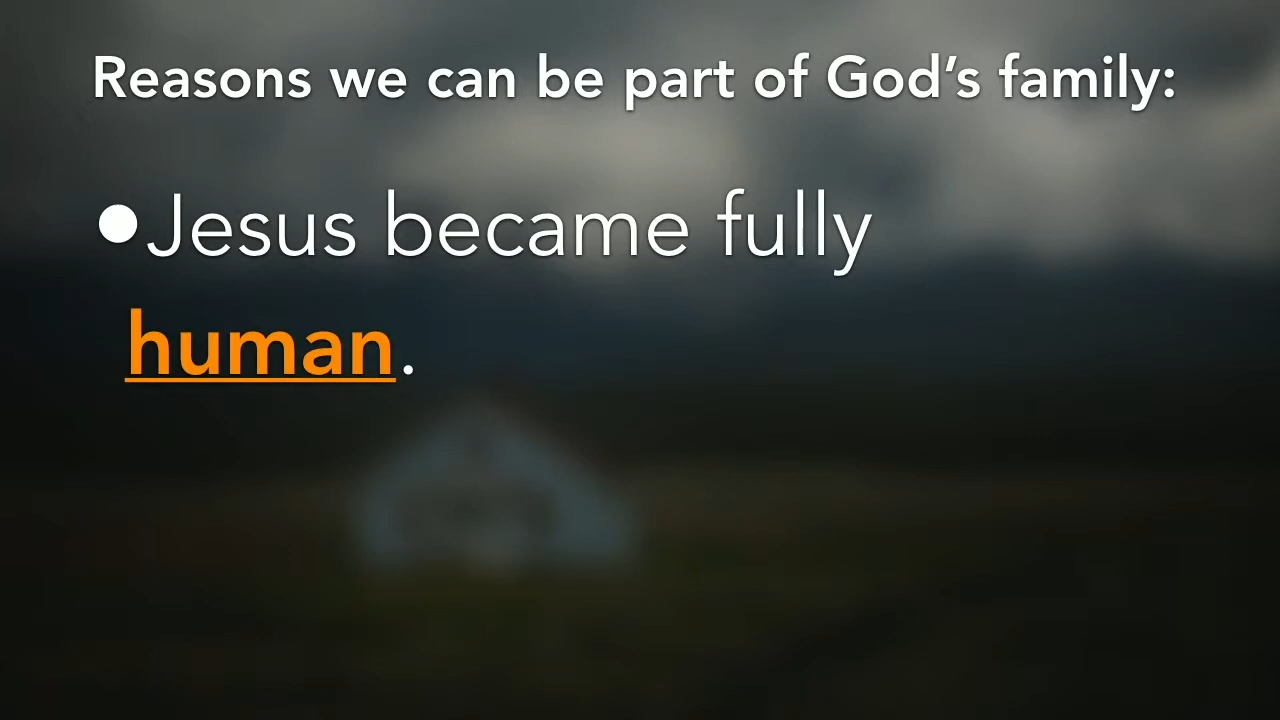 Reasons we can be part of God’s family:
•Jesus became fully
human.